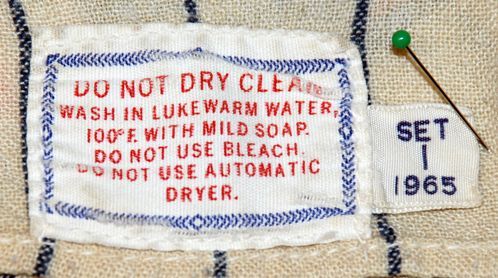 DO NOT DRY CLEAN
WASH IN LUKEWARM WATER,
100°F. WITH MILD SOAP.
DO NOT USE BLEACH.
DO NOT USE AUTOMATIC
DRYER.
SET
1
1965